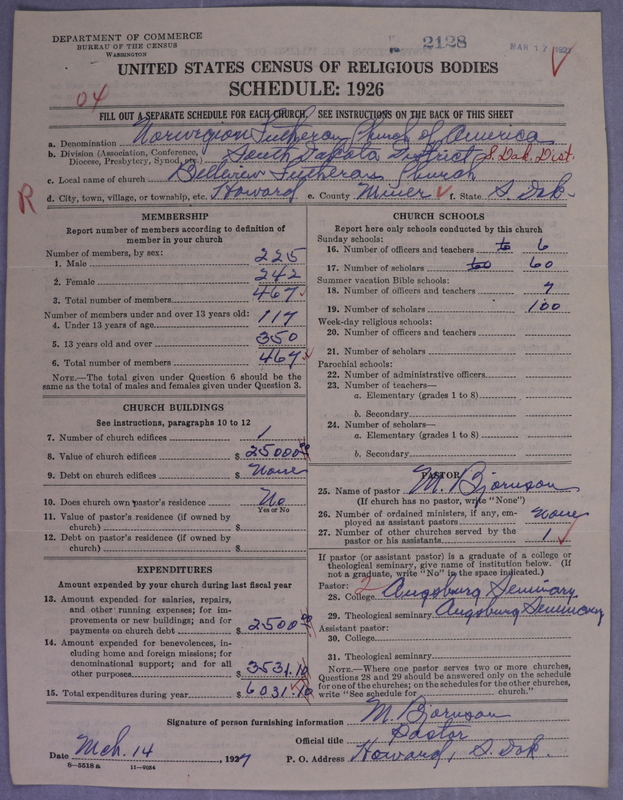 DEPARTMENT OF COMMERCE
BUREAU OF THE CENSUS
WASHINGTON
2128
MAR 17 1927
UNITED STATES CENSUS OF RELIGIOUS BODIES
SCHEDULE: 1926
04
FILL OUT A SEPARATE SCHEDULE FOR EACH CHURCH. SEE INSTRUCTIONS ON THE BACK OF THIS SHEET
a. Denomination Norwegian Lutheran Church of America
b. Division (Association, Conference, Diocese, Presbytery, Synod, etc.) South Dakota District S. Dak. Dist.
c. Local name of church Bellview Lutheran Church
R
d. City, town, village, or township, etc. Howard e. County Miner f. State S. Dak.
MEMBERSHIP
Report number of members according to definition of
member in your church
Number of members, by sex:
1. Male 225
2. Female 242
3. Total number of members 467
Number of members under and over 13 years old:
4. Under 13 years of age 117
5. 13 years old and over 350
6. Total number of members 467
NOTE.—The total given under Question 6 should be
same as the total of males and females given under Question 3.
CHURCH BUILDINGS
See instructions, paragraphs 10 to 12
7. Number of church edifices 1
8. Value of church edifices $ 25000.00
9. Debt on church edifices $ None
10. Does church own pastor's residence No
Yes or No
11. Value of pastor's residence (if owned by
church) $
12. Debt on pastor's residence (if owned by
church) $
EXPENDITURES
Amount expended by your church during last fiscal year
13. Amount expended for salaries, repairs,
and other running expenses; for im-
provements or new buildings; and for
payments on church debt $ 2500.00
14. Amount expended for benevolences, in-
cluding home and foreign missions; for
denominational support; and for all
other purposes $ 3531.10
15. Total expenditures during year $ 6031.10
CHURCH SCHOOLS
Report here only schools conducted by this church
Sunday schools:
16. Number of officers and teachers 6
17. Number of scholars 60
Summer vacation Bible schools:
18. Number of officers and teachers 7
19. Number of scholars 100
Week-day religious schools:
20. Number of officers and teachers
21. Number of scholars
Parochial schools:
22. Number of administrative officers
23. Number of teachers—
a. Elementary (grades 1 to 8)
b. Secondary
24. Number of scholars—
a. Elementary (grades 1 to 8)
b. Secondary
PASTOR
25. Name of pastor M. Bjornson
(If church has no pastor, write "None")
26. Number of ordained ministers, if any, em-
ployed as assistant pastors None
27. Number of other churches served by the
pastor or his assistants 1
If pastor (or assistant pastor) is a graduate of a college or
theological seminary, give name of institution below. (If
not a graduate, write "No" in the space indicated.)
Pastor:
28. College 2 Augsburg Seminary
29. Theological seminary Augsburg Seminary
Assistant pastor:
30. College
31. Theological seminary
NOTE.—Where one pastor serves two or more churches,
Questions 28 and 29 should be answered only on the schedule
for one of the churches; on the schedules for the other churches,
write "See schedule for church."
Signature of person furnishing information M. Bjornson
Official title Pastor
Date Mch. 14, 1927 P. O. Address Howard, S. Dak.
8—5518 a 11—9024